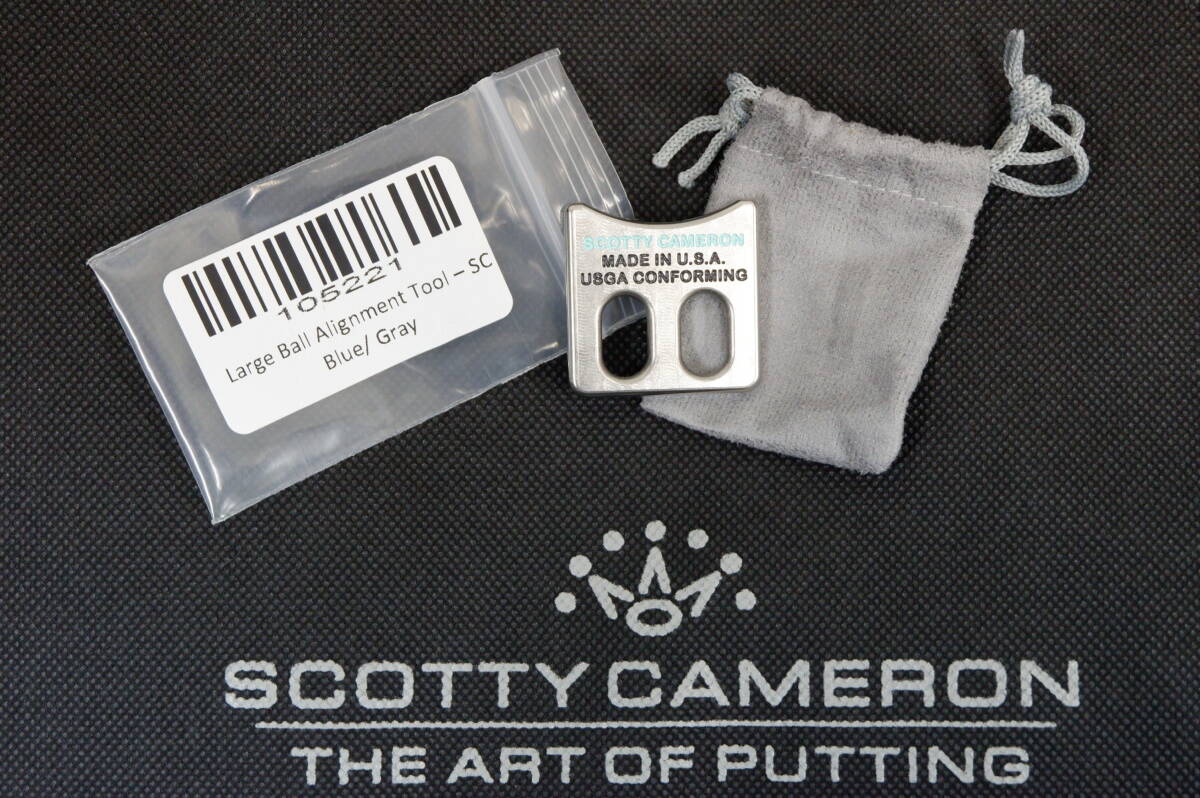 105221
Large Ball Alignment Tool – SC
Blue/ Gray
SCOTTY CAMERON
MADE IN U.S.A.
USGA CONFORMING
SCOTTY CAMERON
THE ART OF PUTTING